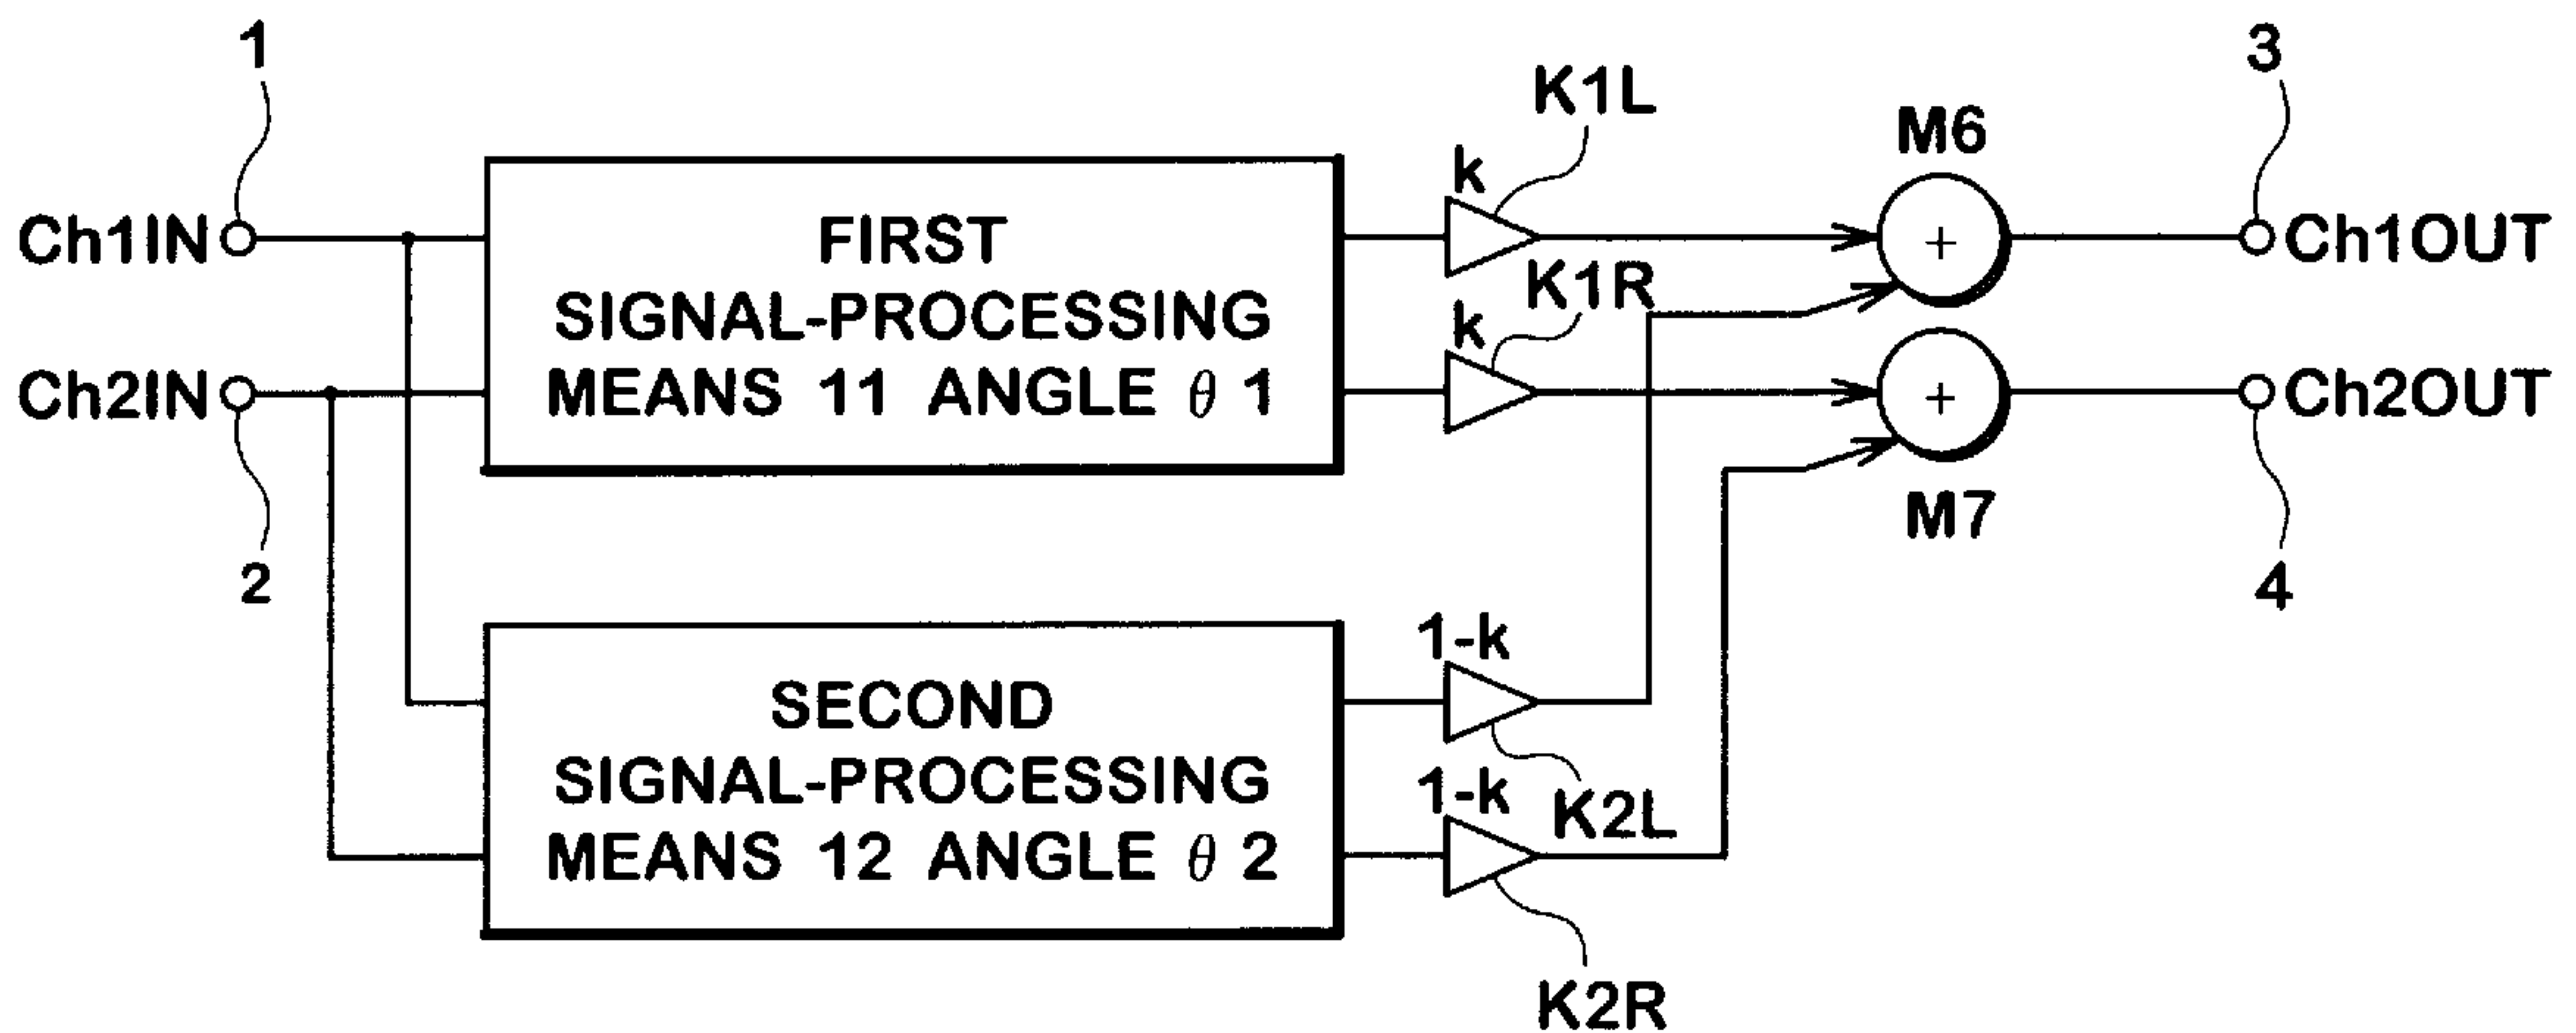 1
3
K1L
M6
k
Ch1IN
FIRST
SIGNAL-PROCESSING
MEANS 11 ANGLE θ 1
+
Ch1OUT
K1R
k
Ch2IN
+
Ch2OUT
M7
2
4
1-k
SECOND
SIGNAL-PROCESSING
MEANS 12 ANGLE θ 2
1-k
K2L
K2R